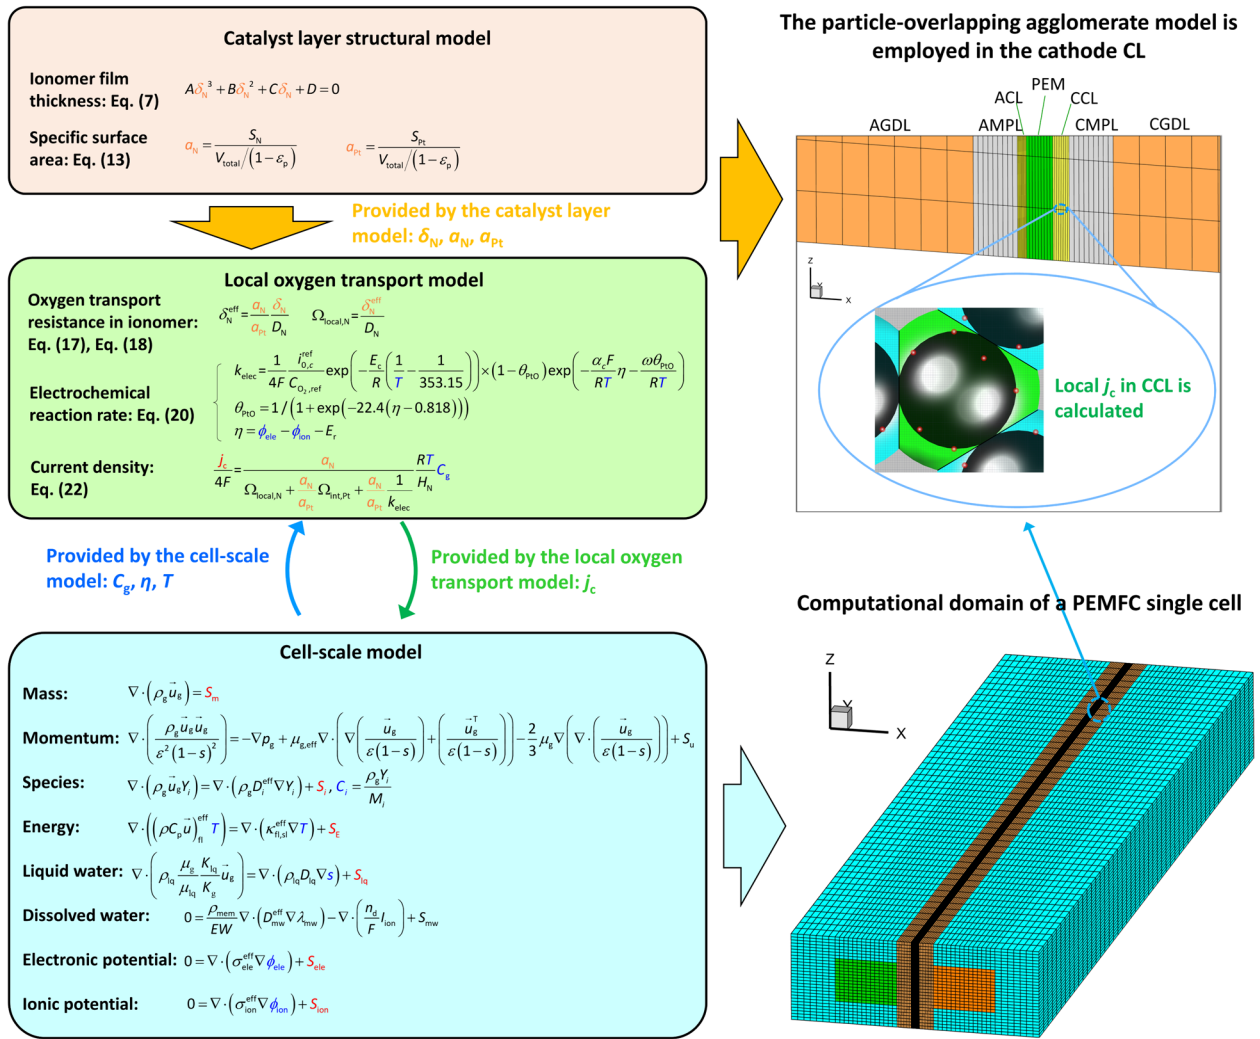 Catalyst layer structural model
Ionomer film
thickness: Eq. (7)
Aδ_N^3 + Bδ_N^2 + Cδ_N + D = 0
Specific surface
area: Eq. (13)
a_N = S_N / (V_total/(1−ε_p))    a_Pt = S_Pt / (V_total/(1−ε_p))
Provided by the catalyst layer
model: δ_N, a_N, a_Pt
Local oxygen transport model
Oxygen transport
resistance in ionomer:
Eq. (17), Eq. (18)
δ_N^eff = (a_N/a_Pt)(δ_N/D_N)    Ω_local,N = δ_N^eff/D_N
Electrochemical
reaction rate: Eq. (20)
k_elec = (1/4F)(i_0,c^ref/C_O₂,ref) exp(−(E_c/R)(1/T − 1/353.15)) × (1−θ_PtO) exp(−(α_c F/RT)η − ωθ_PtO/RT)
θ_PtO = 1/(1+exp(−22.4(η−0.818)))
η = ϕ_ele − ϕ_ion − E_r
Current density:
Eq. (22)
j_c/4F = a_N/(Ω_local,N + (a_N/a_Pt)Ω_int,Pt + (a_N/a_Pt)(1/k_elec)) (RT/H_N) C_g
Provided by the cell-scale
model: C_g, η, T
Provided by the local oxygen
transport model: j_c
Cell-scale model
Mass: ∇·(ρ_g u⃗_g) = S_m
Momentum: ∇·(ρ_g u⃗_g u⃗_g/(ε²(1−s)²)) = −∇p_g + μ_g,eff ∇·(∇(u⃗_g/(ε(1−s))) + (u⃗_g^T/(ε(1−s)))) − (2/3)μ_g ∇(∇·(u⃗_g/(ε(1−s)))) + S_u
Species: ∇·(ρ_g u⃗_g Y_i) = ∇·(ρ_g D_i^eff ∇Y_i) + S_i, C_i = ρ_g Y_i/M_i
Energy: ∇·((ρC_p u⃗)_fl^eff T) = ∇·(κ_fl,sl^eff ∇T) + S_E
Liquid water: ∇·(ρ_lq (μ_g/μ_lq)(K_lq/K_g) u⃗_g) = ∇·(ρ_lq D_lq ∇s) + S_lq
Dissolved water: 0 = (ρ_mem/EW) ∇·(D_mw^eff ∇λ_mw) − ∇·((n_d/F) I_ion) + S_mw
Electronic potential: 0 = ∇·(σ_ele^eff ∇ϕ_ele) + S_ele
Ionic potential: 0 = ∇·(σ_ion^eff ∇ϕ_ion) + S_ion
The particle-overlapping agglomerate model is
employed in the cathode CL
PEM
ACL CCL
AGDL AMPL CMPL CGDL
Z
Y
X
Local j_c in CCL is
calculated
Computational domain of a PEMFC single cell
Z
Y
X